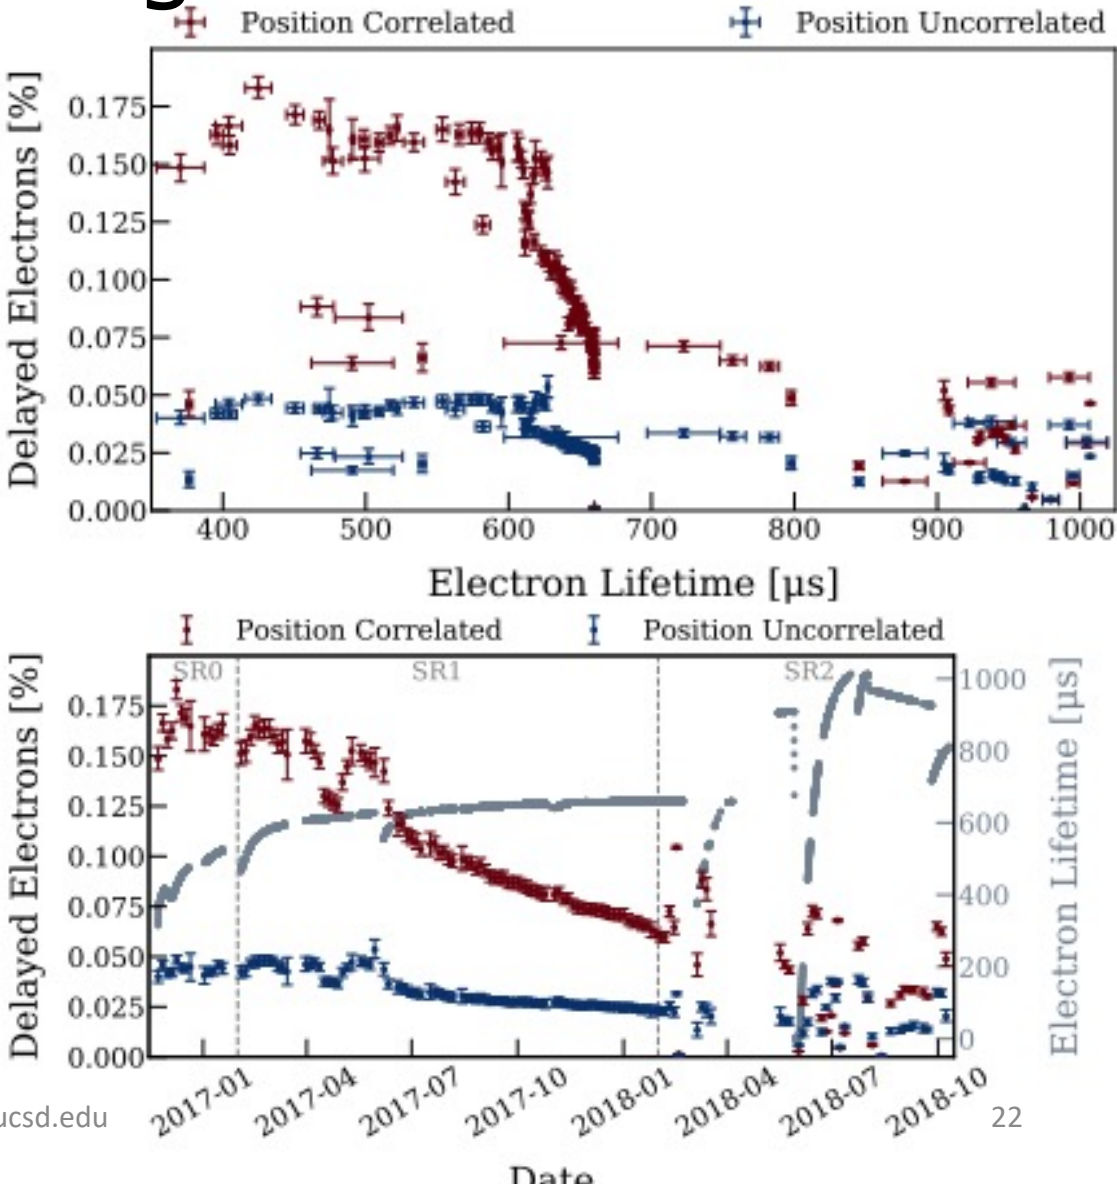 Position Correlated Position Uncorrelated
Delayed Electrons [%]
0.175
0.150
0.125
0.100
0.075
0.050
0.025
0.000
400 500 600 700 800 900 1000
Electron Lifetime [μs]
Position Correlated Position Uncorrelated
Delayed Electrons [%]
SR0 SR1 SR2
0.175
0.150
0.125
0.100
0.075
0.050
0.025
0.000
1000
800
600
400
200
0
Electron Lifetime [μs]
2017-01 2017-04 2017-07 2017-10 2018-01 2018-04 2018-07 2018-10
ucsd.edu 22
Date